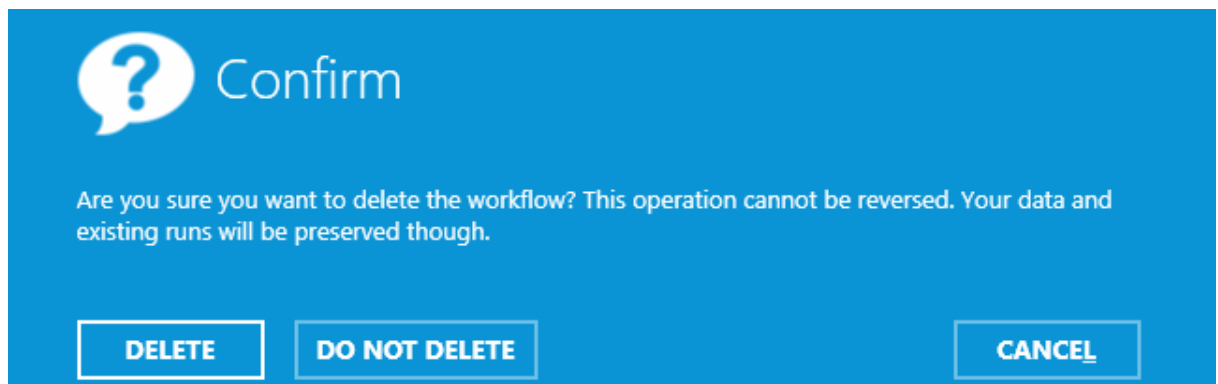 Confirm
Are you sure you want to delete the workflow? This operation cannot be reversed. Your data and
existing runs will be preserved though.
DELETE DO NOT DELETE CANCEL